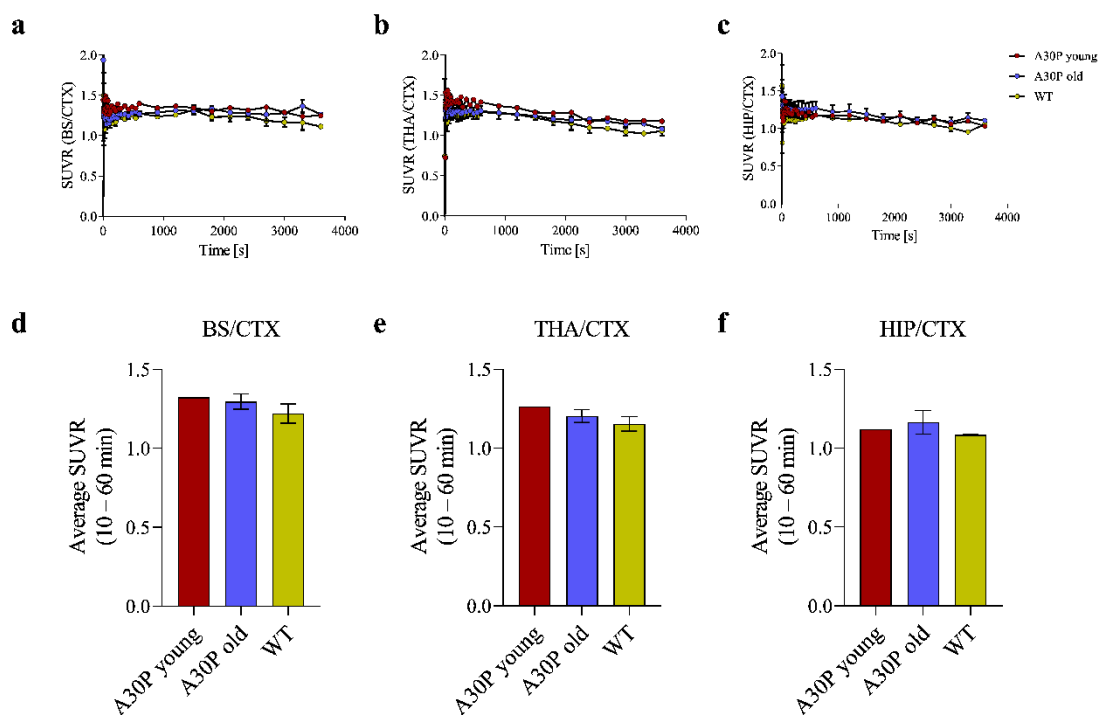 a
SUVR (BS/CTX)
2.0
1.5
1.0
0.5
0.0
0
1000
2000
3000
4000
Time [s]
b
SUVR (THA/CTX)
2.0
1.5
1.0
0.5
0.0
0
1000
2000
3000
4000
Time [s]
c
SUVR (HIP/CTX)
2.0
1.5
1.0
0.5
0.0
0
1000
2000
3000
4000
Time [s]
A30P young
A30P old
WT
d
BS/CTX
Average SUVR
(10 – 60 min)
1.5
1.0
0.5
0.0
A30P young
A30P old
WT
e
THA/CTX
Average SUVR
(10 – 60 min)
1.5
1.0
0.5
0.0
A30P young
A30P old
WT
f
HIP/CTX
Average SUVR
(10 – 60 min)
1.5
1.0
0.5
0.0
A30P young
A30P old
WT